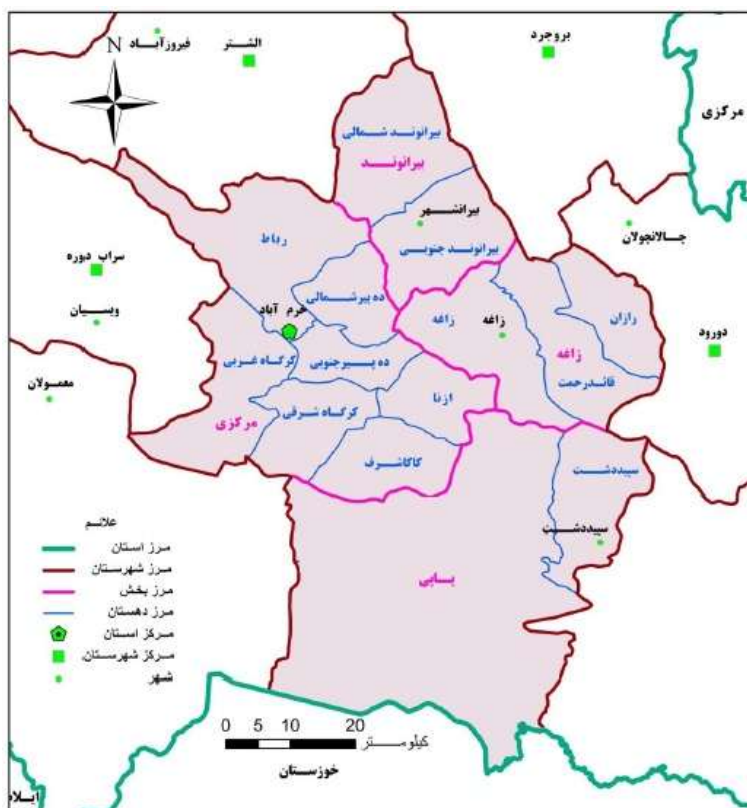 N
فیروزآباد
الشتر
بروجرد
مرکزی
بیرانوند شمالی
بیرانوند
بیرانشهر
بیرانوند جنوبی
چالانچولان
رباط
سراب دوره
ویسیان
ده پیر شمالی
خرم آباد
زاغه
زاغه
رازان
زاغه
قائدرحمت
دورود
معمولان
کرگاه غربی
ده پیر جنوبی
ازنا
مرکزی
کرگاه شرقی
کاکاشرف
سپیددشت
سپیددشت
پاپی
علائم
مرز استان
مرز شهرستان
مرز بخش
مرز دهستان
مرکز استان
مرکز شهرستان
شهر
0 5 10 20
کیلومتر
خوزستان
ایلام